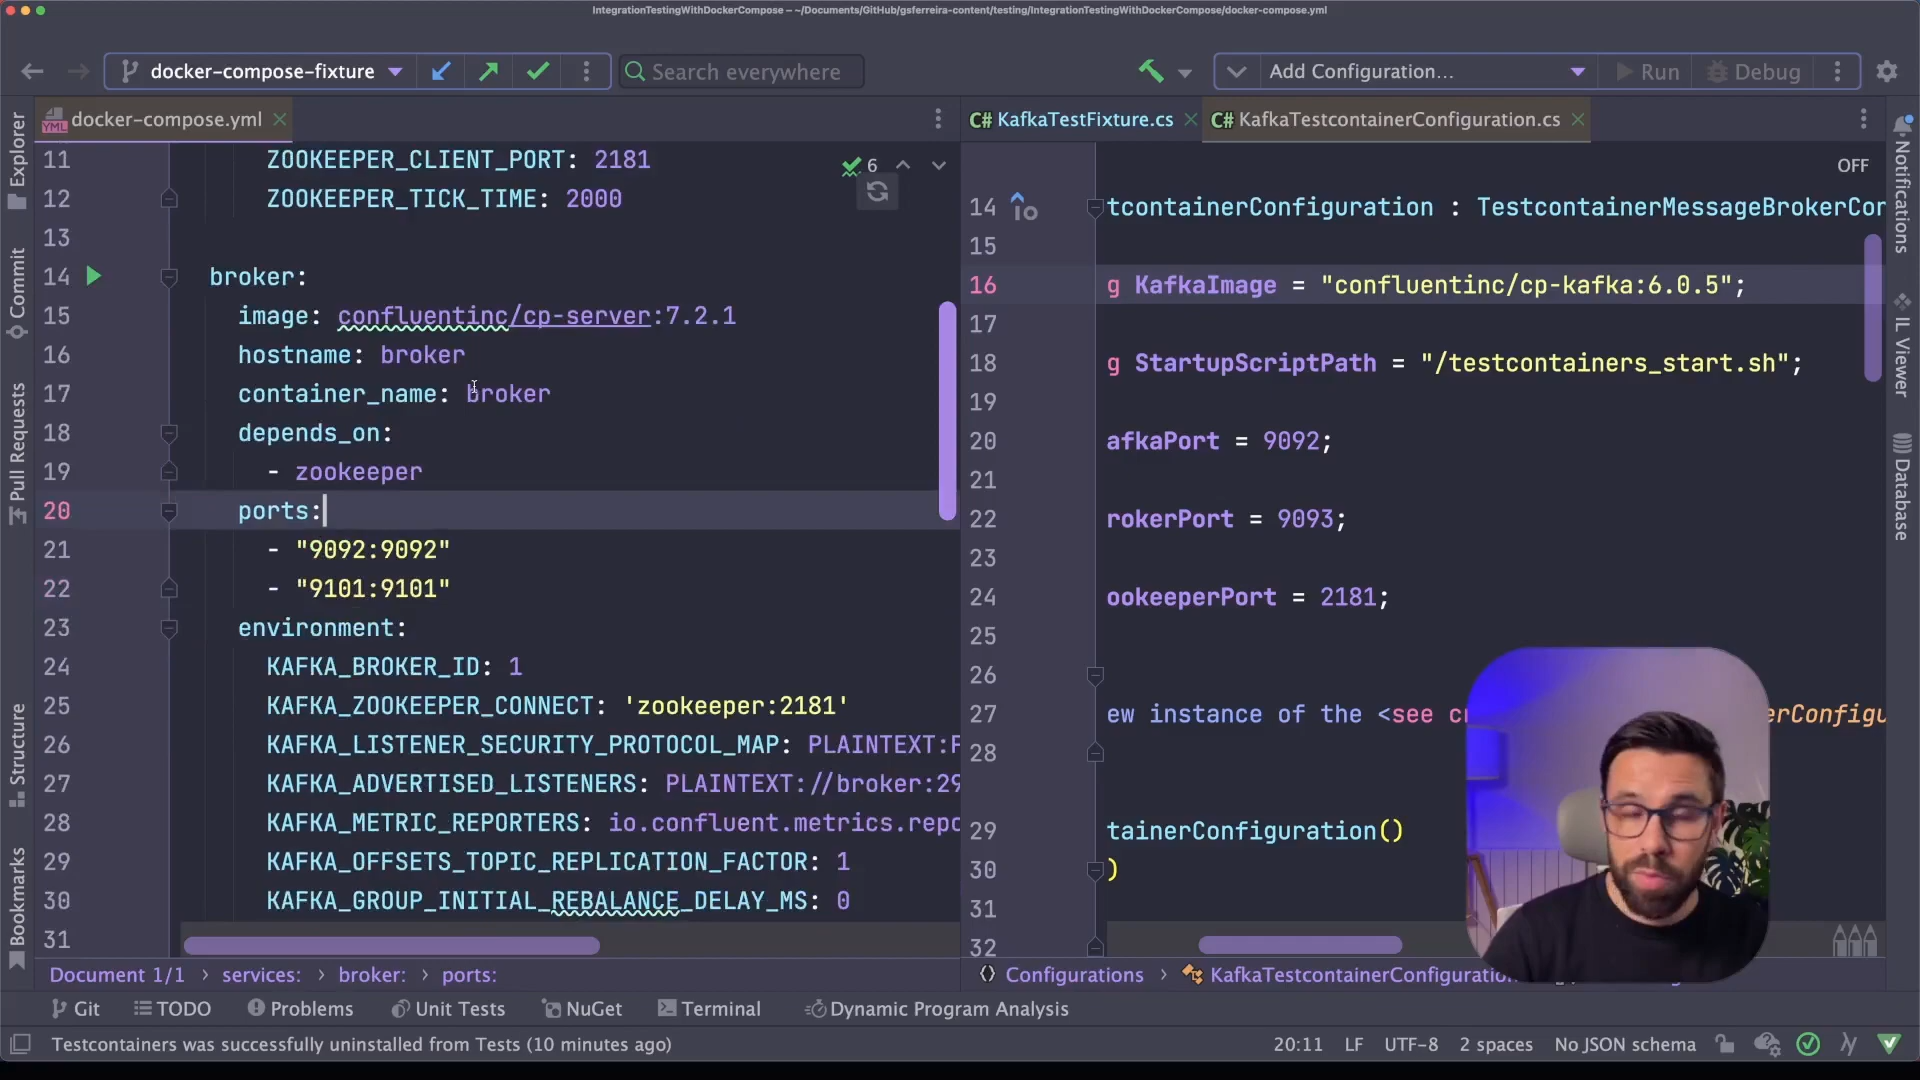 IntegrationTestingWithDockerCompose – ~/Documents/GitHub/gsferreira-content/testing/IntegrationTestingWithDockerCompose/docker-compose.yml
docker-compose-fixture
Search everywhere
Add Configuration...
Run
Debug
Explorer
Commit
Pull Requests
Structure
Bookmarks
docker-compose.yml
6
11 ZOOKEEPER_CLIENT_PORT: 2181
12 ZOOKEEPER_TICK_TIME: 2000
13
14 broker:
15 image: confluentinc/cp-server:7.2.1
16 hostname: broker
17 container_name: broker
18 depends_on:
19 - zookeeper
20 ports:
21 - "9092:9092"
22 - "9101:9101"
23 environment:
24 KAFKA_BROKER_ID: 1
25 KAFKA_ZOOKEEPER_CONNECT: 'zookeeper:2181'
26 KAFKA_LISTENER_SECURITY_PROTOCOL_MAP: PLAINTEXT:P
27 KAFKA_ADVERTISED_LISTENERS: PLAINTEXT://broker:29
28 KAFKA_METRIC_REPORTERS: io.confluent.metrics.repo
29 KAFKA_OFFSETS_TOPIC_REPLICATION_FACTOR: 1
30 KAFKA_GROUP_INITIAL_REBALANCE_DELAY_MS: 0
31
Document 1/1 › services: › broker: › ports:
C# KafkaTestFixture.cs
C# KafkaTestcontainerConfiguration.cs
OFF
14 tcontainerConfiguration : TestcontainerMessageBrokerCon
15
16 g KafkaImage = "confluentinc/cp-kafka:6.0.5";
17
18 g StartupScriptPath = "/testcontainers_start.sh";
19
20 afkaPort = 9092;
21
22 rokerPort = 9093;
23
24 ookeeperPort = 2181;
25
26
27 ew instance of the <see cr erConfigu
28
29 tainerConfiguration()
30 )
31
32
Configurations › KafkaTestcontainerConfiguration
Notifications
IL Viewer
Database
Git
TODO
Problems
Unit Tests
NuGet
Terminal
Dynamic Program Analysis
Testcontainers was successfully uninstalled from Tests (10 minutes ago)
20:11 LF UTF-8 2 spaces No JSON schema